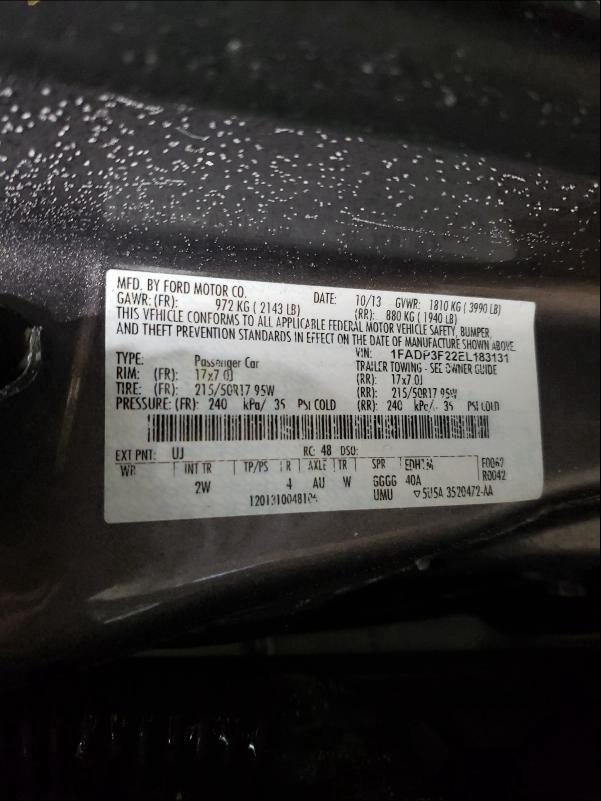 MFD. BY FORD MOTOR CO. DATE: 10/13 GVWR: 1810 KG ( 3990 LB)
GAWR: (FR): 972 KG ( 2143 LB) (RR): 880 KG ( 1940 LB)
THIS VEHICLE CONFORMS TO ALL APPLICABLE FEDERAL MOTOR VEHICLE SAFETY, BUMPER,
AND THEFT PREVENTION STANDARDS IN EFFECT ON THE DATE OF MANUFACTURE SHOWN ABOVE.
VIN: 1FADP3F22EL183131
TYPE: Passenger Car TRAILER TOWING - SEE OWNER GUIDE
RIM: (FR): 17x7.0J (RR): 17x7.0J
TIRE: (FR): 215/50R17 95W (RR): 215/50R17 95W
PRESSURE: (FR): 240 kPa/ 35 PSI COLD (RR): 240 kPa/ 35 PSI COLD
EXT PNT: UJ RC: 48 DSO:
WB INT TR TP/PS R AXLE TR SPR
2W 4 AU W GGGG 40A R0042
UMU ▽5U5A 3520472-AA